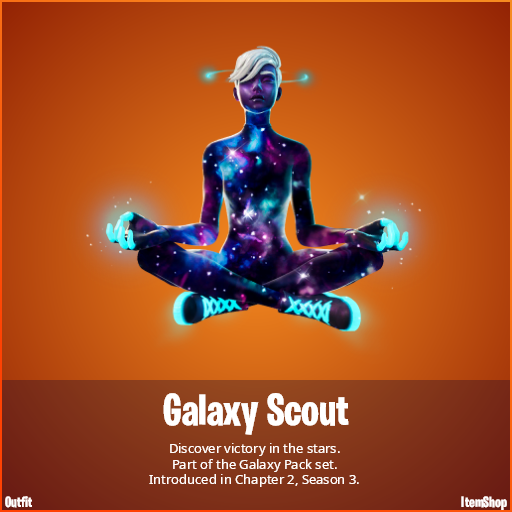 Galaxy Scout
Discover victory in the stars.
Part of the Galaxy Pack set.
Introduced in Chapter 2, Season 3.
Outfit
ItemShop